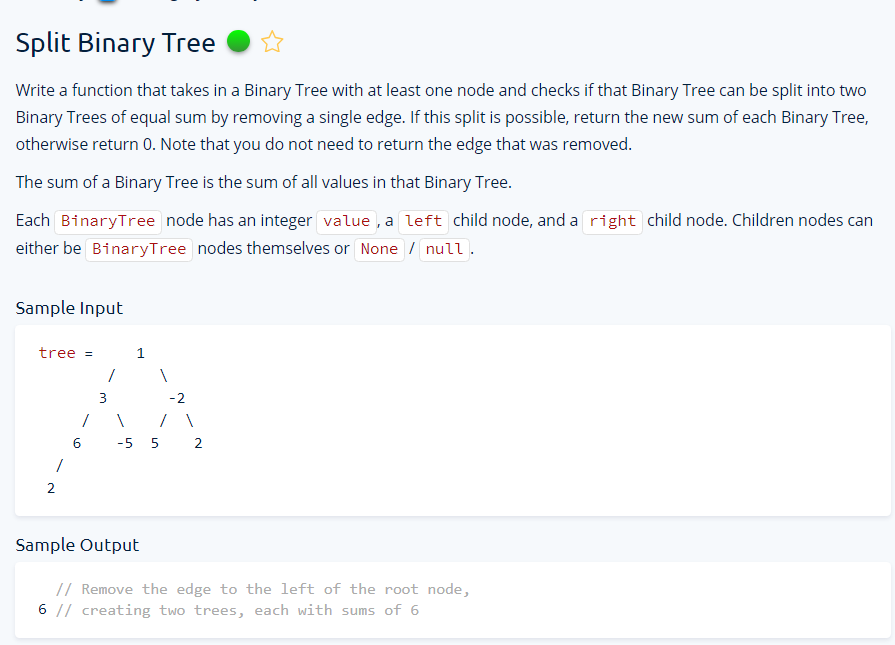 Split Binary Tree
Write a function that takes in a Binary Tree with at least one node and checks if that Binary Tree can be split into two
Binary Trees of equal sum by removing a single edge. If this split is possible, return the new sum of each Binary Tree,
otherwise return 0. Note that you do not need to return the edge that was removed.
The sum of a Binary Tree is the sum of all values in that Binary Tree.
Each BinaryTree node has an integer value, a left child node, and a right child node. Children nodes can
either be BinaryTree nodes themselves or None / null.
Sample Input
tree =     1
        /     \
       3       -2
     /   \    /  \
    6    -5  5    2
  /
 2
Sample Output
// Remove the edge to the left of the root node,
6 // creating two trees, each with sums of 6